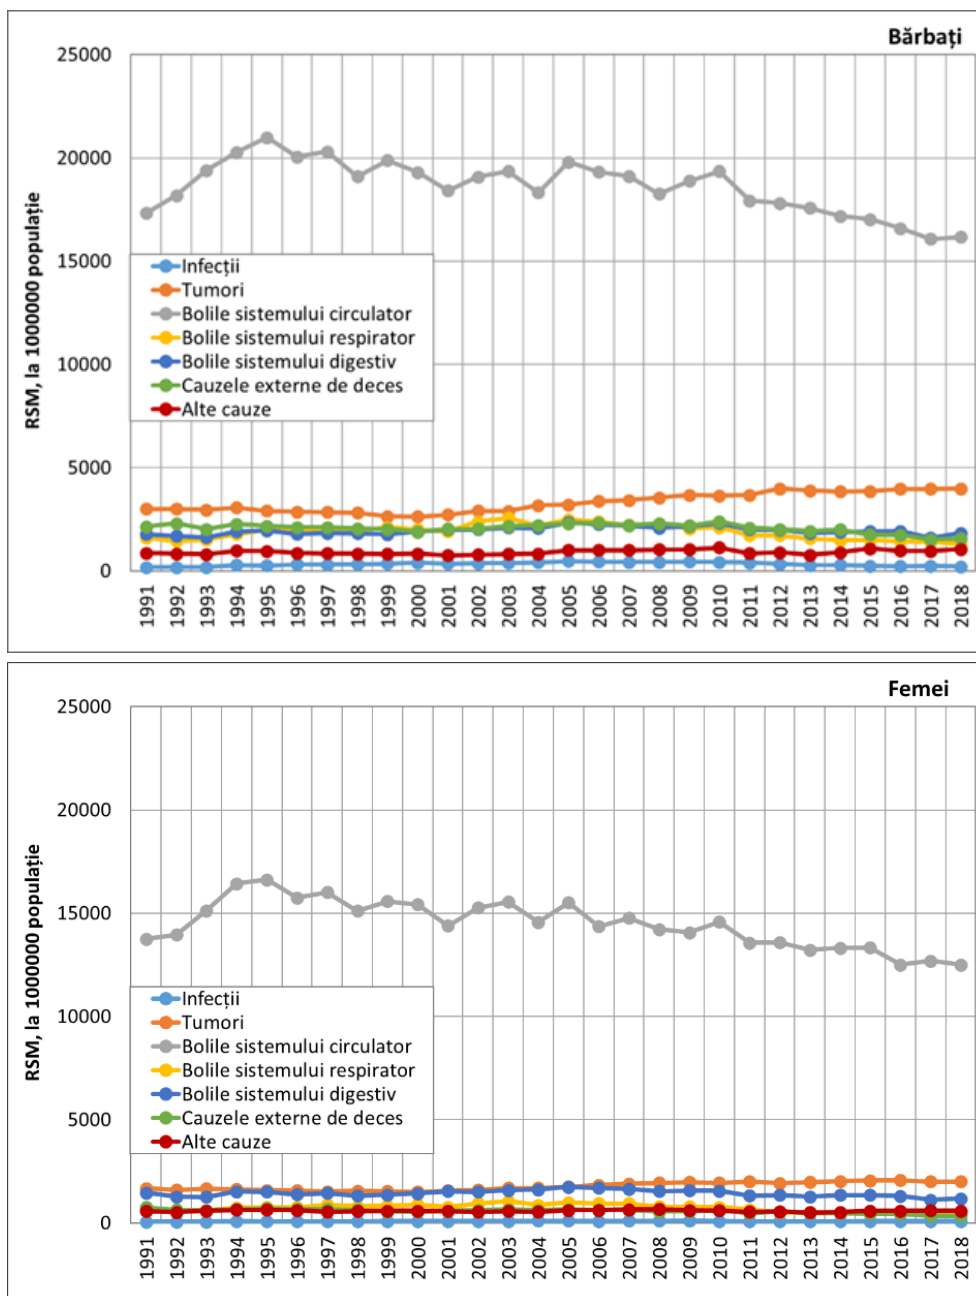 Bărbați
25000
20000
15000
10000
5000
0
RSM, la 1000000 populație
Infecții
Tumori
Bolile sistemului circulator
Bolile sistemului respirator
Bolile sistemului digestiv
Cauzele externe de deces
Alte cauze
1991 1992 1993 1994 1995 1996 1997 1998 1999 2000 2001 2002 2003 2004 2005 2006 2007 2008 2009 2010 2011 2012 2013 2014 2015 2016 2017 2018
Femei
25000
20000
15000
10000
5000
0
RSM, la 1000000 populație
Infecții
Tumori
Bolile sistemului circulator
Bolile sistemului respirator
Bolile sistemului digestiv
Cauzele externe de deces
Alte cauze
1991 1992 1993 1994 1995 1996 1997 1998 1999 2000 2001 2002 2003 2004 2005 2006 2007 2008 2009 2010 2011 2012 2013 2014 2015 2016 2017 2018